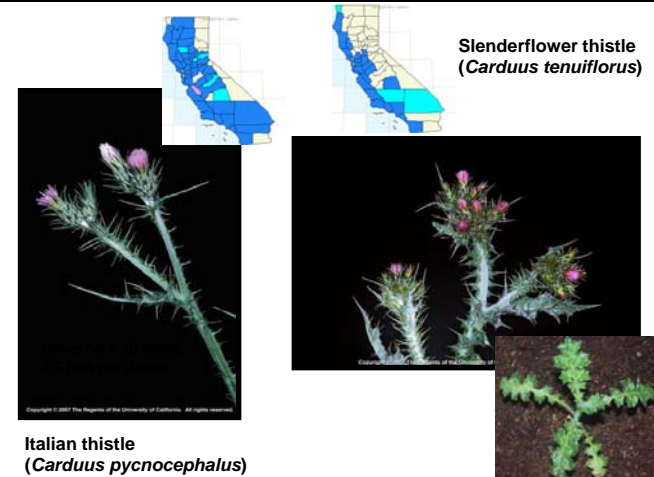 Slenderflower thistle
(Carduus tenuiflorus)
Copyright © 2007 The Regents of the University of California. All rights reserved.
Italian thistle
(Carduus pycnocephalus)